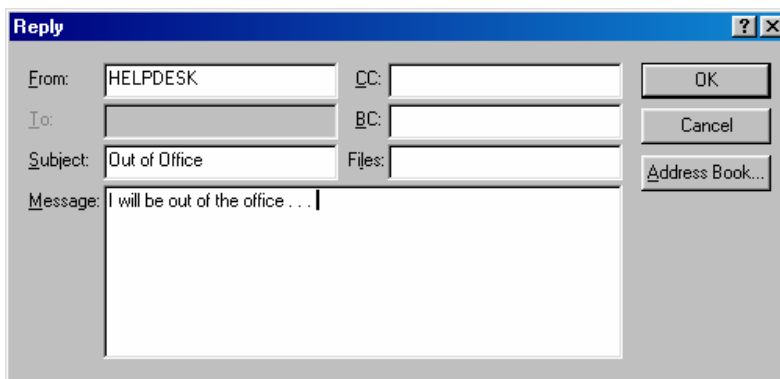 Reply
From: HELPDESK CC: OK
To: BC: Cancel
Subject: Out of Office Files: Address Book...
Message: I will be out of the office . . .